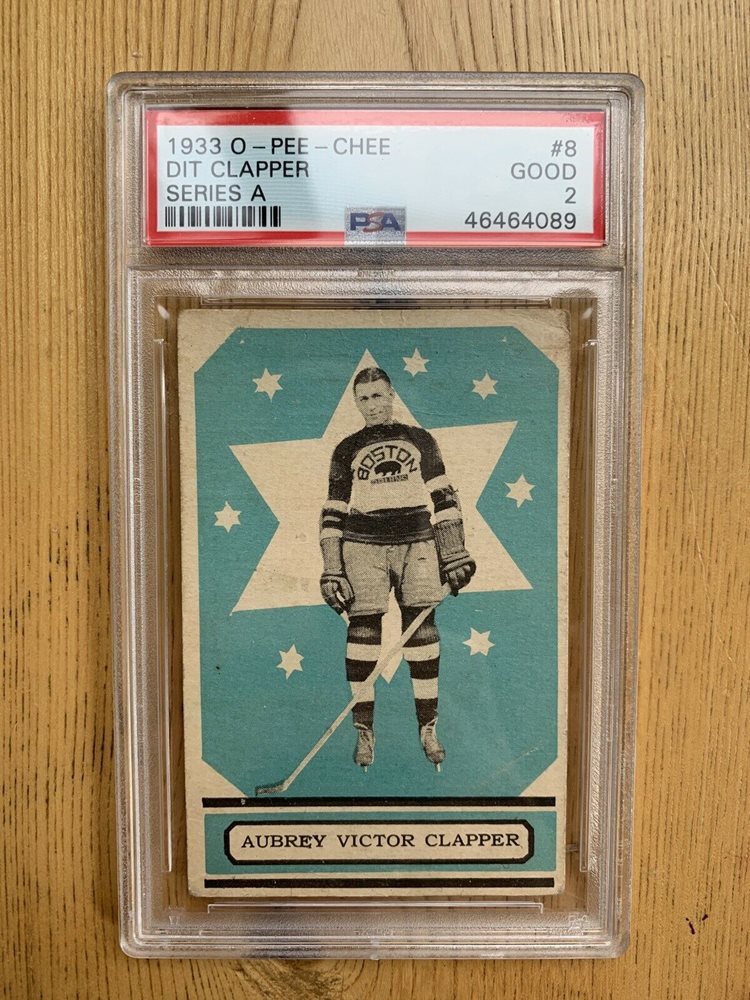 1933 O-PEE-CHEE #8
DIT CLAPPER GOOD
SERIES A 2
PSA 46464089
BOSTON
AUBREY VICTOR CLAPPER